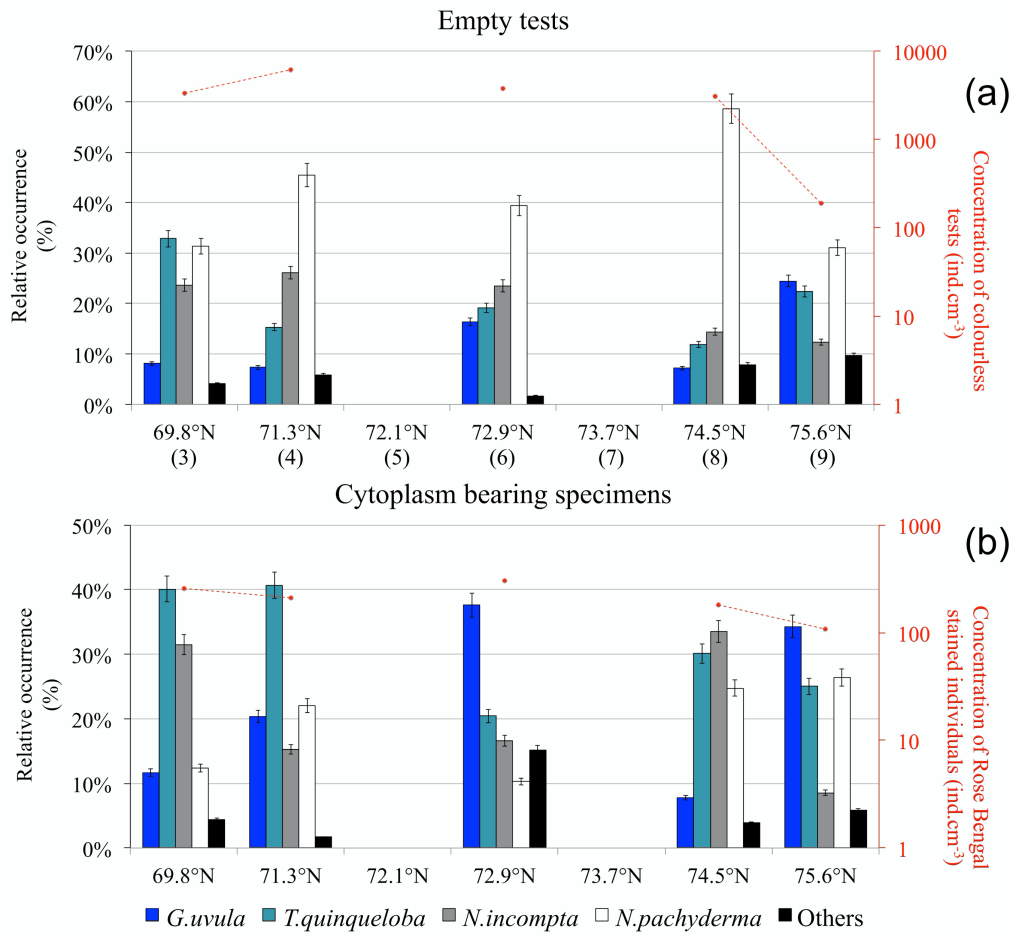 Empty tests
(a)
70%
60%
50%
40%
30%
20%
10%
0%
Relative occurrence
(%)
10000
1000
100
10
1
Concentration of colourless
tests (ind.cm-3)
69.8°N 71.3°N 72.1°N 72.9°N 73.7°N 74.5°N 75.6°N
(3) (4) (5) (6) (7) (8) (9)
Cytoplasm bearing specimens
(b)
50%
40%
30%
20%
10%
0%
Relative occurrence
(%)
1000
100
10
1
Concentration of Rose Bengal
stained individuals (ind.cm-3)
69.8°N 71.3°N 72.1°N 72.9°N 73.7°N 74.5°N 75.6°N
G.uvula T.quinqueloba N.incompta N.pachyderma Others